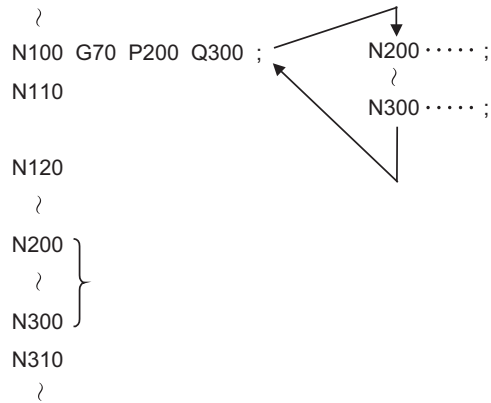 ~
N100 G70 P200 Q300 ;
N200 ····· ;
~
N110
N300 ····· ;
N120
~
N200
~
N300
N310
~